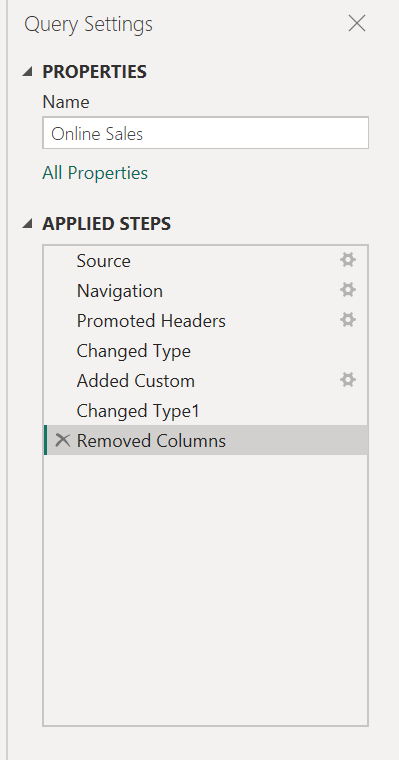 Query Settings
PROPERTIES
Name
Online Sales
All Properties
APPLIED STEPS
Source
Navigation
Promoted Headers
Changed Type
Added Custom
Changed Type1
Removed Columns